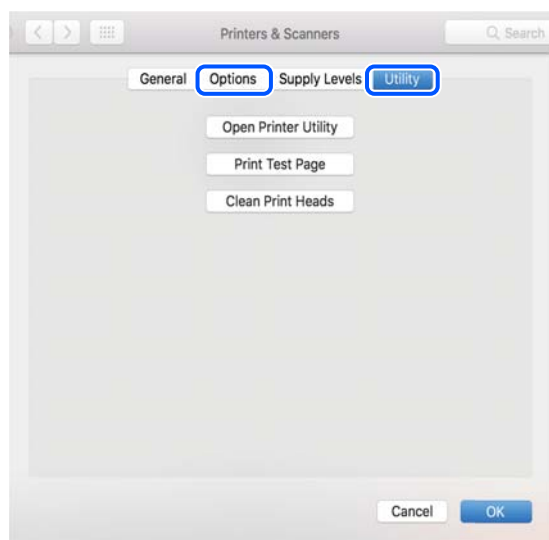 Printers & Scanners Search
General Options Supply Levels Utility
Open Printer Utility
Print Test Page
Clean Print Heads
Cancel OK